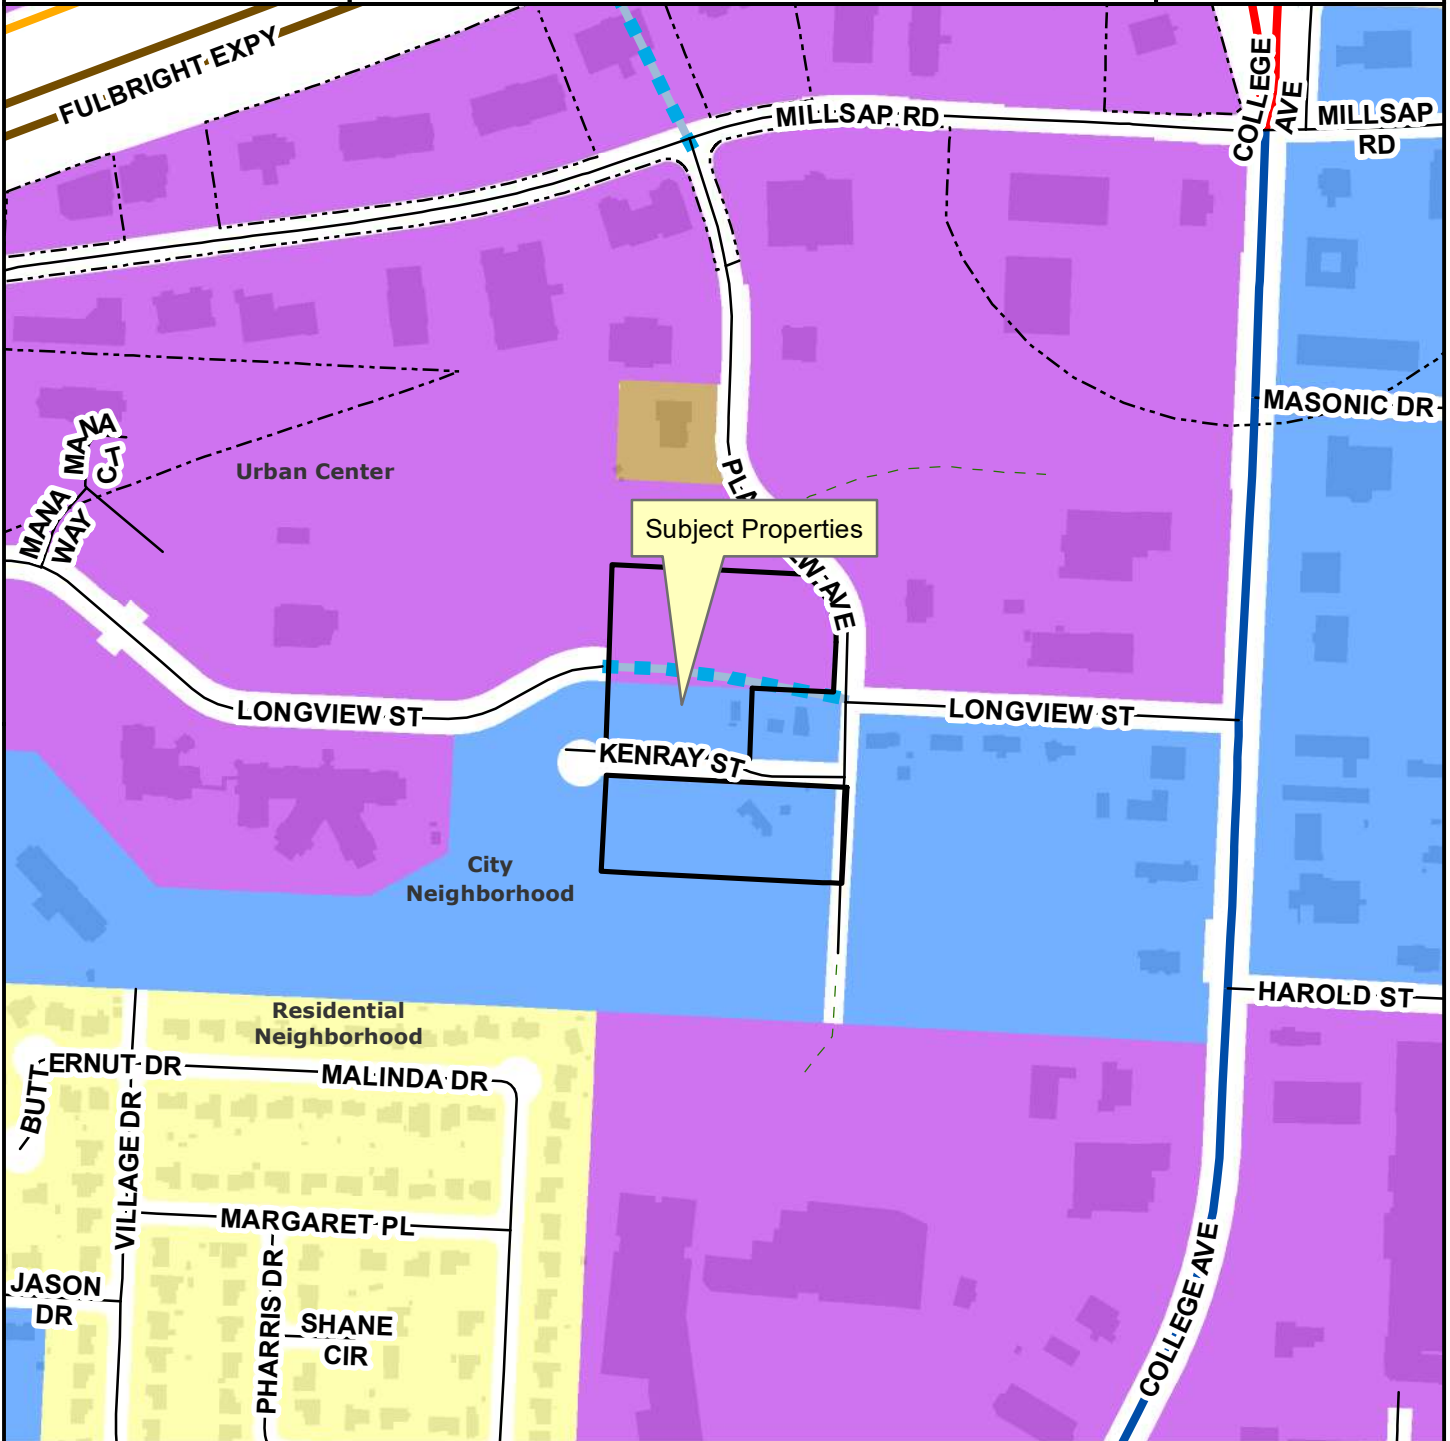 FULBRIGHT EXPY
MILLSAP RD
COLLEGE
AVE
MILLSAP
RD
MASONIC DR
MANA
CT
MANA
WAY
Urban Center
Subject Properties
LONGVIEW ST
LONGVIEW ST
KENRAY ST
City
Neighborhood
HAROLD ST
Residential
Neighborhood
BUTT
ERNUT DR
MALINDA DR
VILLAGE DR
MARGARET PL
PHARRIS DR
JASON
DR
SHANE
CIR
COLLEGE AVE